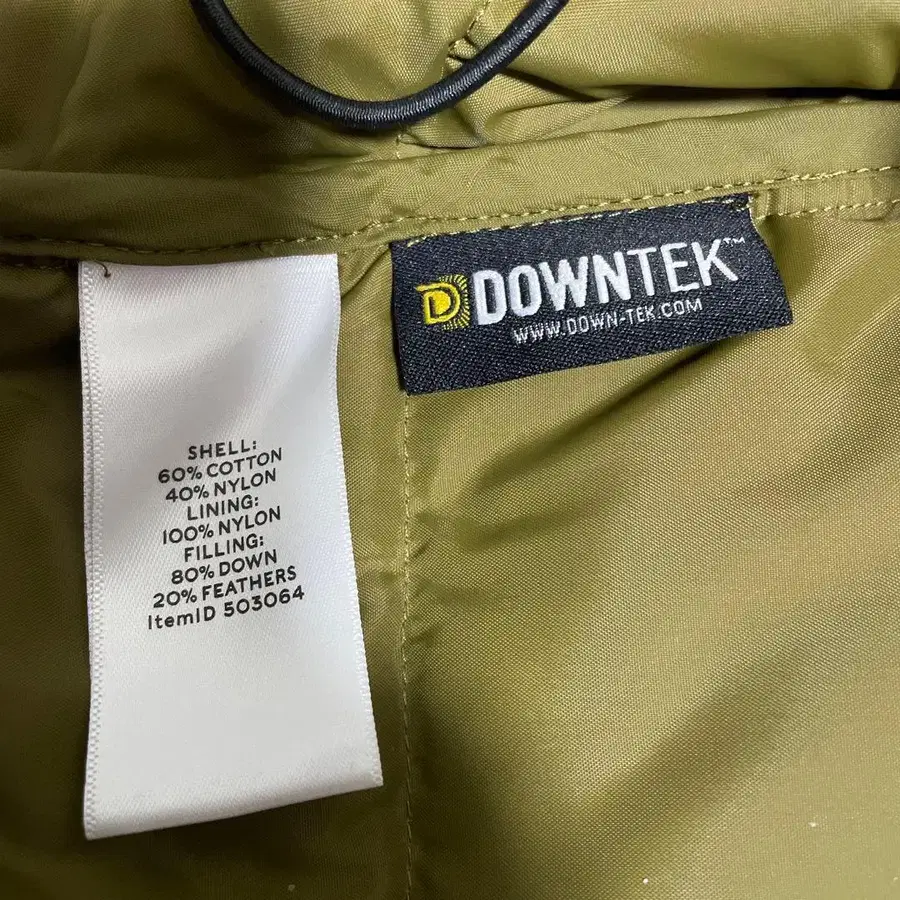 SHELL:
60% COTTON
40% NYLON
LINING:
100% NYLON
FILLING:
80% DOWN
20% FEATHERS
ItemID 503064
D DOWNTEK™
WWW.DOWN-TEK.COM